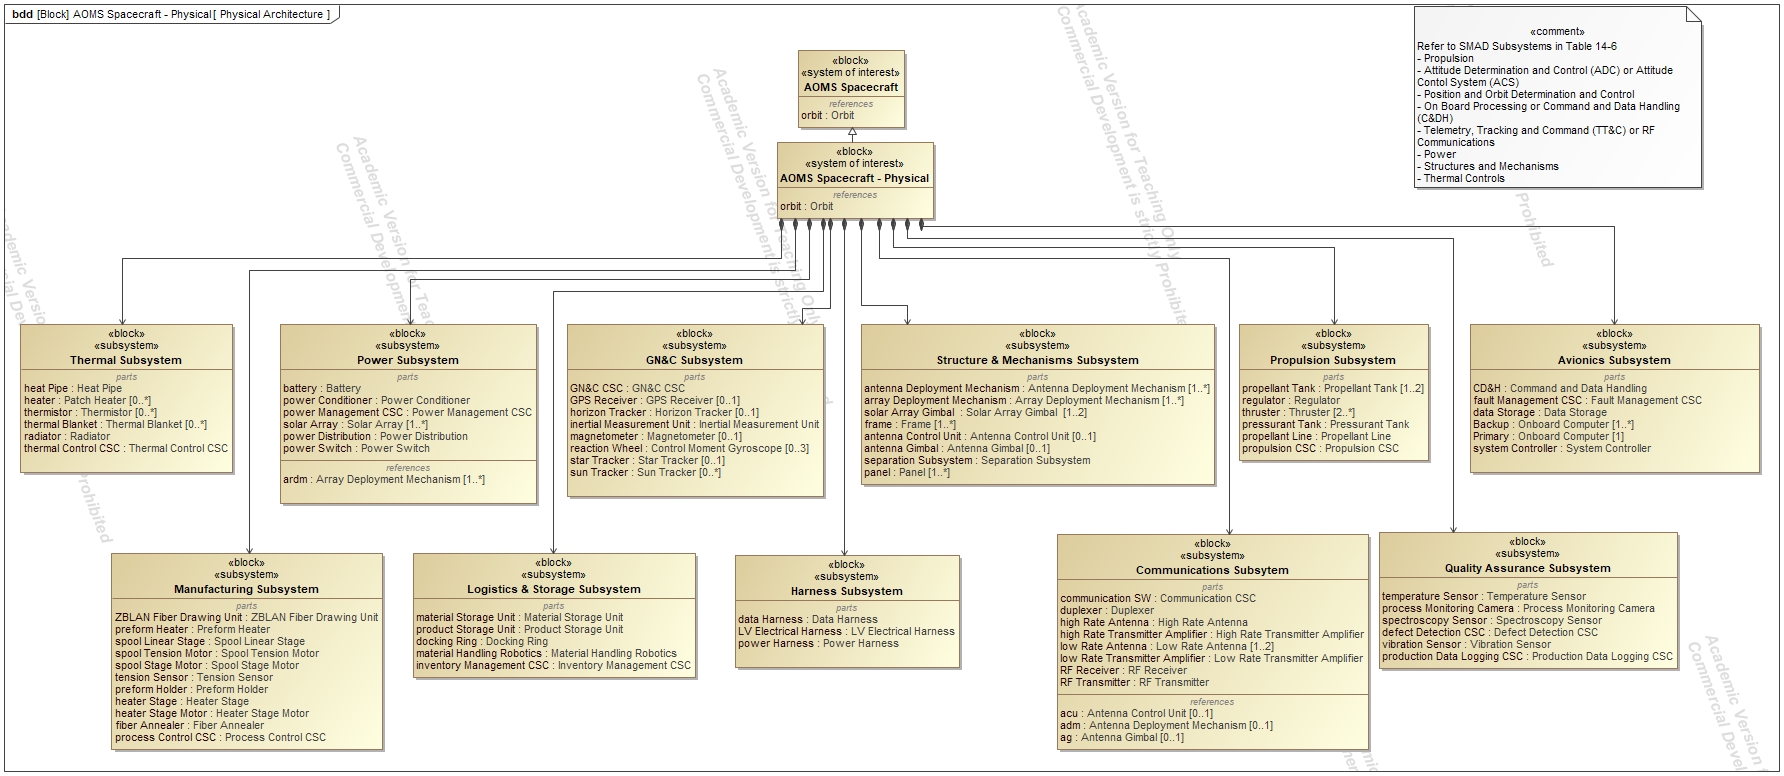 bdd [Block] AOMS Spacecraft - Physical[ Physical Architecture ]
«comment»
Refer to SMAD Subsystems in Table 14-6
- Propulsion
- Attitude Determination and Control (ADC) or Attitude
Contol System (ACS)
- Position and Orbit Determination and Control
- On Board Processing or Command and Data Handling
(C&DH)
- Telemetry, Tracking and Command (TT&C) or RF
Communications
- Power
- Structures and Mechanisms
- Thermal Controls
«block»
«system of interest»
AOMS Spacecraft
references
orbit : Orbit
«block»
«system of interest»
AOMS Spacecraft - Physical
references
orbit : Orbit
«block»
«subsystem»
Thermal Subsystem
parts
heat Pipe : Heat Pipe
heater : Patch Heater [0..*]
thermistor : Thermistor [0..*]
thermal Blanket : Thermal Blanket [0..*]
radiator : Radiator
thermal Control CSC : Thermal Control CSC
«block»
«subsystem»
Power Subsystem
parts
battery : Battery
power Conditioner : Power Conditioner
power Management CSC : Power Management CSC
solar Array : Solar Array [1..*]
power Distribution : Power Distribution
power Switch : Power Switch
references
ardm : Array Deployment Mechanism [1..*]
«block»
«subsystem»
GN&C Subsystem
parts
GN&C CSC : GN&C CSC
GPS Receiver : GPS Receiver [0..1]
horizon Tracker : Horizon Tracker [0..1]
inertial Measurement Unit : Inertial Measurement Unit
magnetometer : Magnetometer [0..1]
reaction Wheel : Control Moment Gyroscope [0..3]
star Tracker : Star Tracker [0..1]
sun Tracker : Sun Tracker [0..*]
«block»
«subsystem»
Structure & Mechanisms Subsystem
parts
antenna Deployment Mechanism : Antenna Deployment Mechanism [1..*]
array Deployment Mechanism : Array Deployment Mechanism [1..*]
solar Array Gimbal : Solar Array Gimbal [1..2]
frame : Frame [1..*]
antenna Control Unit : Antenna Control Unit [0..1]
antenna Gimbal : Antenna Gimbal [0..1]
separation Subsystem : Separation Subsystem
panel : Panel [1..*]
«block»
«subsystem»
Propulsion Subsystem
parts
propellant Tank : Propellant Tank [1..2]
regulator : Regulator
thruster : Thruster [2..*]
pressurant Tank : Pressurant Tank
propellant Line : Propellant Line
propulsion CSC : Propulsion CSC
«block»
«subsystem»
Avionics Subsystem
parts
CD&H : Command and Data Handling
fault Management CSC : Fault Management CSC
data Storage : Data Storage
Backup : Onboard Computer [1..*]
Primary : Onboard Computer [1]
system Controller : System Controller
«block»
«subsystem»
Manufacturing Subsystem
parts
ZBLAN Fiber Drawing Unit : ZBLAN Fiber Drawing Unit
preform Heater : Preform Heater
spool Linear Stage : Spool Linear Stage
spool Tension Motor : Spool Tension Motor
spool Stage Motor : Spool Stage Motor
tension Sensor : Tension Sensor
preform Holder : Preform Holder
heater Stage : Heater Stage
heater Stage Motor : Heater Stage Motor
fiber Annealer : Fiber Annealer
process Control CSC : Process Control CSC
«block»
«subsystem»
Logistics & Storage Subsystem
parts
material Storage Unit : Material Storage Unit
product Storage Unit : Product Storage Unit
docking Ring : Docking Ring
material Handling Robotics : Material Handling Robotics
inventory Management CSC : Inventory Management CSC
«block»
«subsystem»
Harness Subsystem
parts
data Harness : Data Harness
LV Electrical Harness : LV Electrical Harness
power Harness : Power Harness
«block»
«subsystem»
Communications Subsytem
parts
communication SW : Communication CSC
duplexer : Duplexer
high Rate Antenna : High Rate Antenna
high Rate Transmitter Amplifier : High Rate Transmitter Amplifier
low Rate Antenna : Low Rate Antenna [1..2]
low Rate Transmitter Amplifier : Low Rate Transmitter Amplifier
RF Receiver : RF Receiver
RF Transmitter : RF Transmitter
references
acu : Antenna Control Unit [0..1]
adm : Antenna Deployment Mechanism [0..1]
ag : Antenna Gimbal [0..1]
«block»
«subsystem»
Quality Assurance Subsystem
parts
temperature Sensor : Temperature Sensor
process Monitoring Camera : Process Monitoring Camera
spectroscopy Sensor : Spectroscopy Sensor
defect Detection CSC : Defect Detection CSC
vibration Sensor : Vibration Sensor
production Data Logging CSC : Production Data Logging CSC
Academic Version for Teaching Only
Commercial Development is strictly Prohibited